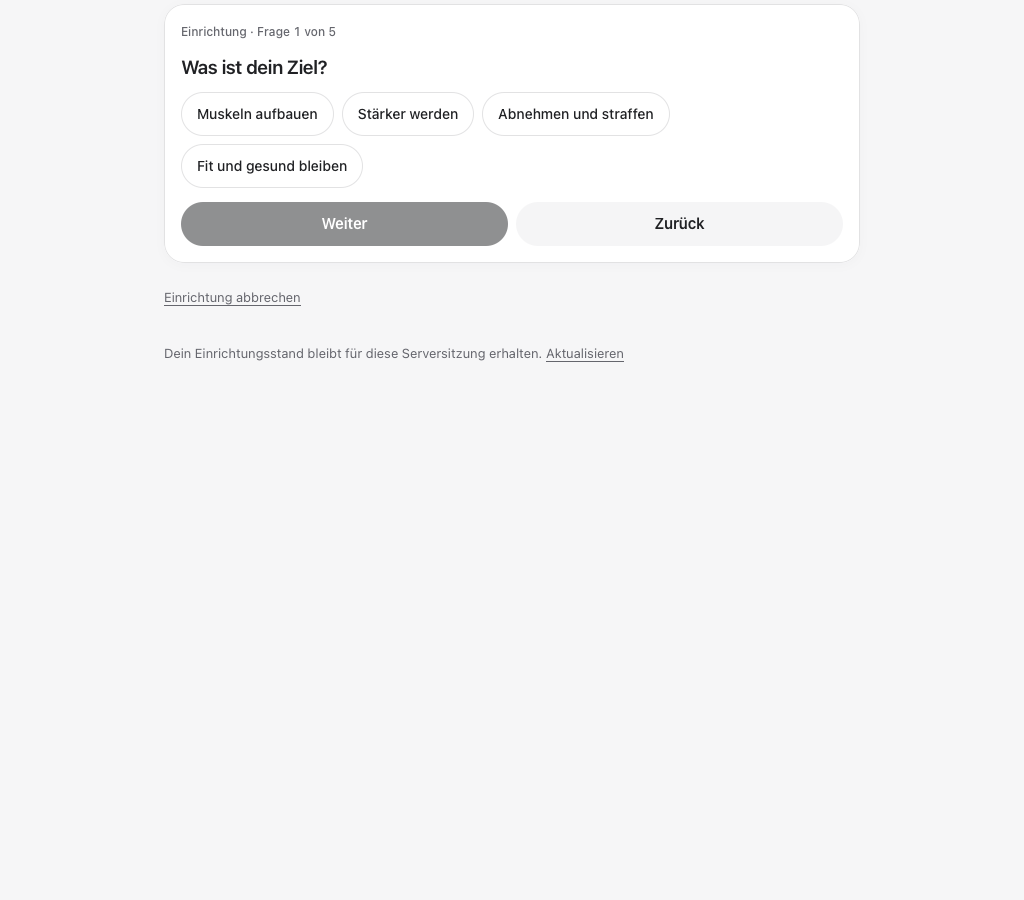 Einrichtung · Frage 1 von 5
Was ist dein Ziel?
Muskeln aufbauen
Stärker werden
Abnehmen und straffen
Fit und gesund bleiben
Weiter
Zurück
Einrichtung abbrechen
Dein Einrichtungsstand bleibt für diese Serversitzung erhalten. Aktualisieren